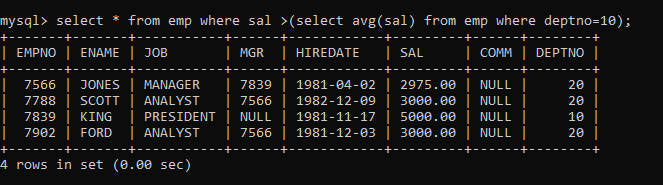 mysql> select * from emp where sal >(select avg(sal) from emp where deptno=10);
+-------+-------+-----------+------+------------+---------+------+--------+
| EMPNO | ENAME | JOB       | MGR  | HIREDATE   | SAL     | COMM | DEPTNO |
+-------+-------+-----------+------+------------+---------+------+--------+
|  7566 | JONES | MANAGER   | 7839 | 1981-04-02 | 2975.00 | NULL |     20 |
|  7788 | SCOTT | ANALYST   | 7566 | 1982-12-09 | 3000.00 | NULL |     20 |
|  7839 | KING  | PRESIDENT | NULL | 1981-11-17 | 5000.00 | NULL |     10 |
|  7902 | FORD  | ANALYST   | 7566 | 1981-12-03 | 3000.00 | NULL |     20 |
+-------+-------+-----------+------+------------+---------+------+--------+
4 rows in set (0.00 sec)